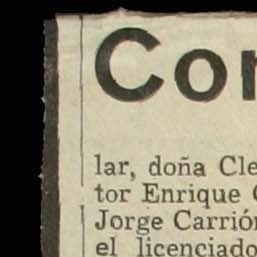 Con
lar, doña Cle
tor Enrique
Jorge Carrión
el licenciado